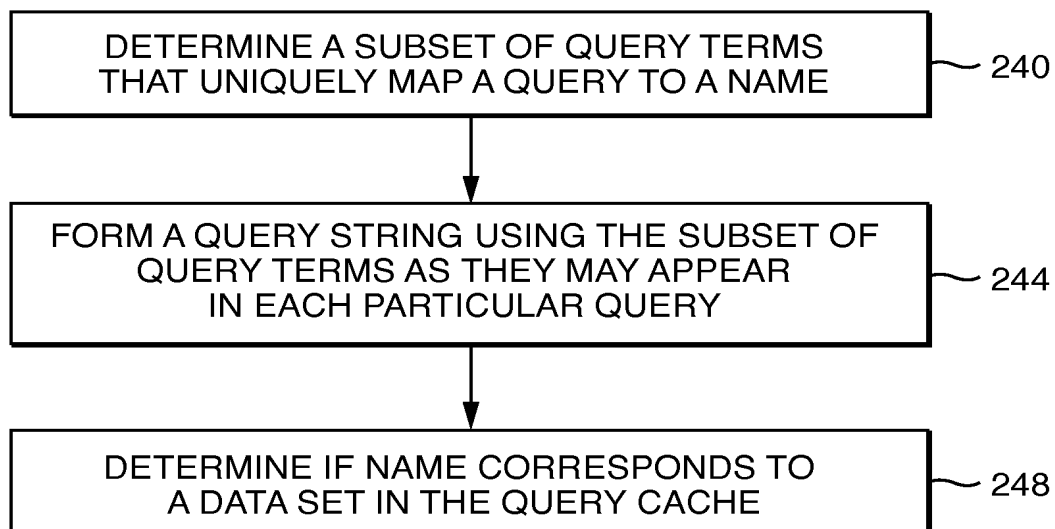 DETERMINE A SUBSET OF QUERY TERMS
THAT UNIQUELY MAP A QUERY TO A NAME
240
FORM A QUERY STRING USING THE SUBSET OF
QUERY TERMS AS THEY MAY APPEAR
IN EACH PARTICULAR QUERY
244
DETERMINE IF NAME CORRESPONDS TO
A DATA SET IN THE QUERY CACHE
248